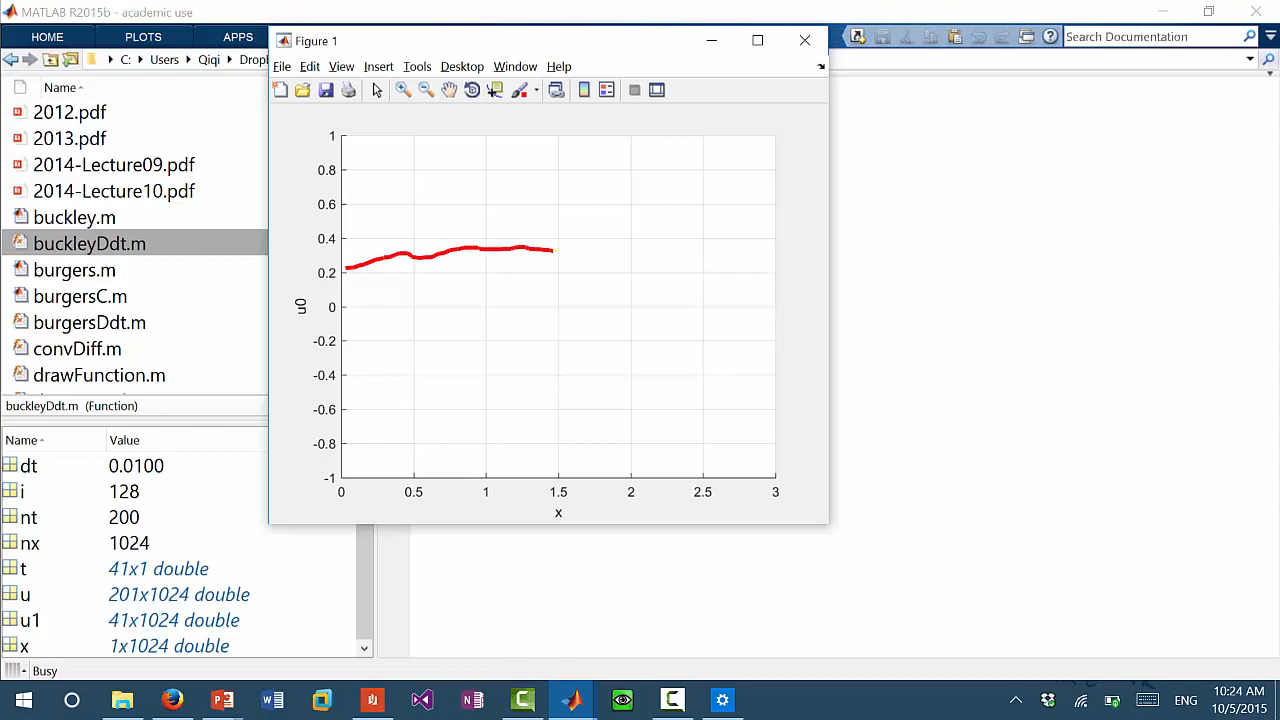 MATLAB R2015b - academic use
HOME PLOTS APPS
Search Documentation
C: Users Qiqi Dropl
Name
2012.pdf
2013.pdf
2014-Lecture09.pdf
2014-Lecture10.pdf
buckley.m
buckleyDdt.m
burgers.m
burgersC.m
burgersDdt.m
convDiff.m
drawFunction.m
buckleyDdt.m (Function)
Name Value
dt 0.0100
i 128
nt 200
nx 1024
t 41x1 double
u 201x1024 double
u1 41x1024 double
x 1x1024 double
Busy
Figure 1
File Edit View Insert Tools Desktop Window Help
1
0.8
0.6
0.4
0.2
0
-0.2
-0.4
-0.6
-0.8
-1
u0
0 0.5 1 1.5 2 2.5 3
x
ENG
10:24 AM
10/5/2015